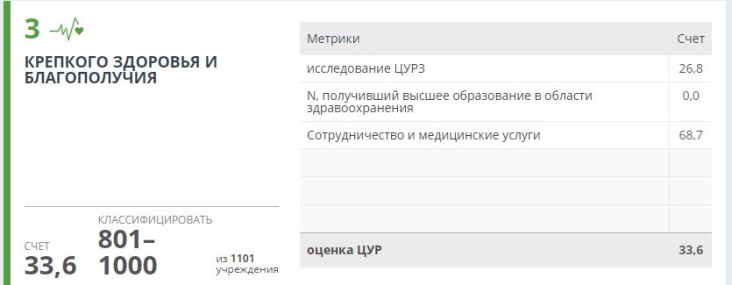 3
КРЕПКОГО ЗДОРОВЬЯ И
БЛАГОПОЛУЧИЯ
СЧЕТ
33,6
КЛАССИФИЦИРОВАТЬ
801–
1000
из 1101
учреждения
Метрики Счет
исследование ЦУР3 26,8
N, получивший высшее образование в области
здравоохранения 0,0
Сотрудничество и медицинские услуги 68,7
оценка ЦУР 33,6